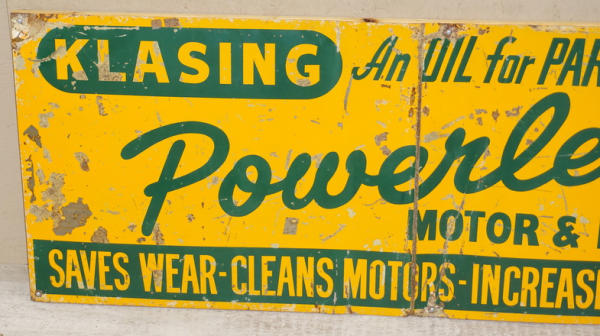 KLASING
An OIL for PAR
Powerle
MOTOR &
SAVES WEAR-CLEANS MOTORS-INCREAS